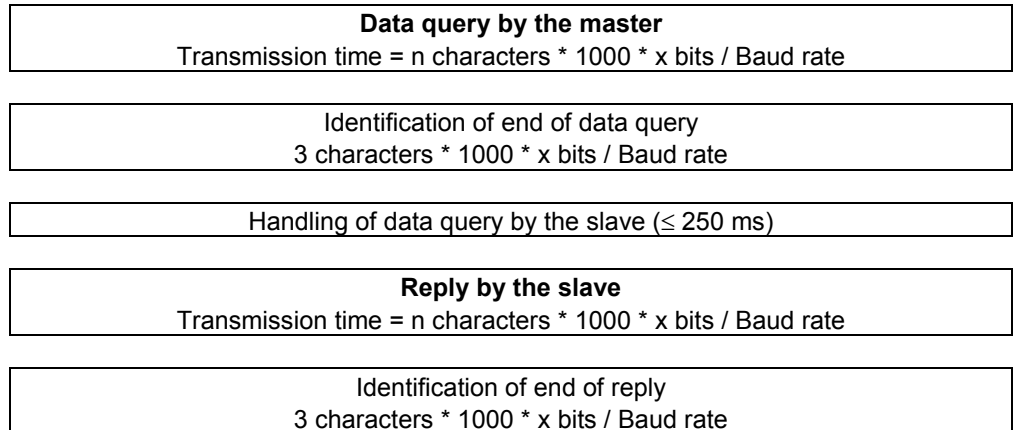 Data query by the master
Transmission time = n characters * 1000 * x bits / Baud rate
Identification of end of data query
3 characters * 1000 * x bits / Baud rate
Handling of data query by the slave (≤ 250 ms)
Reply by the slave
Transmission time = n characters * 1000 * x bits / Baud rate
Identification of end of reply
3 characters * 1000 * x bits / Baud rate